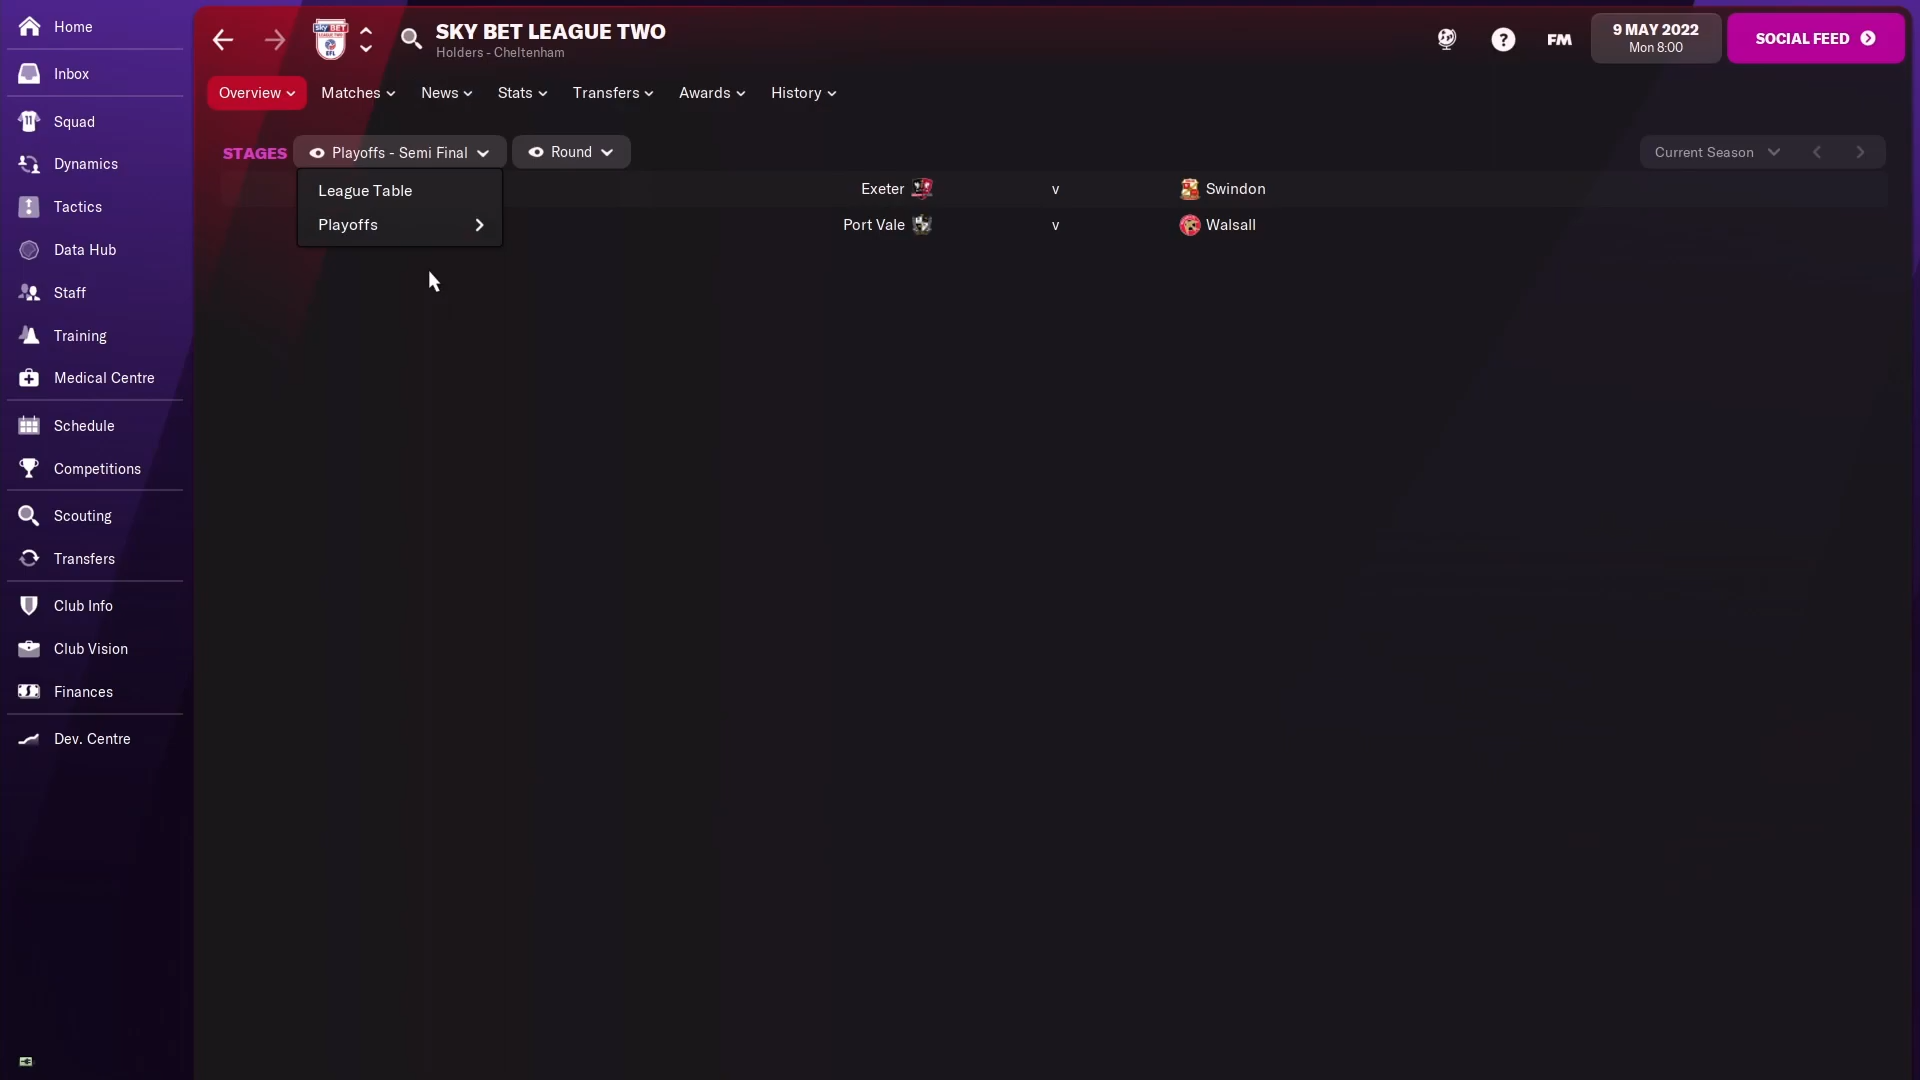 Home
Inbox
Squad
Dynamics
Tactics
Data Hub
Staff
Training
Medical Centre
Schedule
Competitions
Scouting
Transfers
Club Info
Club Vision
Finances
Dev. Centre
SKY BET LEAGUE TWO
Holders - Cheltenham
FM
9 MAY 2022
Mon 8:00
SOCIAL FEED
Overview
Matches
News
Stats
Transfers
Awards
History
STAGES
Playoffs - Semi Final
Round
Current Season
League Table
Playoffs
Exeter v Swindon
Port Vale v Walsall